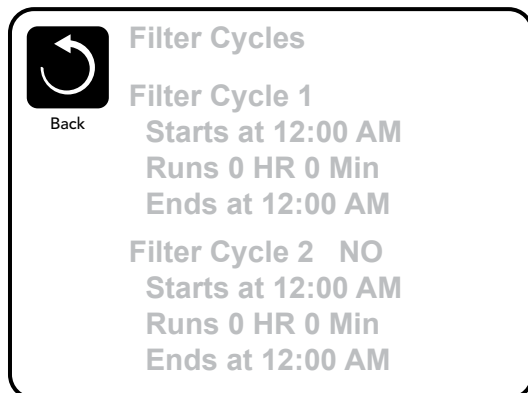 Filter Cycles
Back
Filter Cycle 1
Starts at 12:00 AM
Runs 0 HR 0 Min
Ends at 12:00 AM
Filter Cycle 2 NO
Starts at 12:00 AM
Runs 0 HR 0 Min
Ends at 12:00 AM